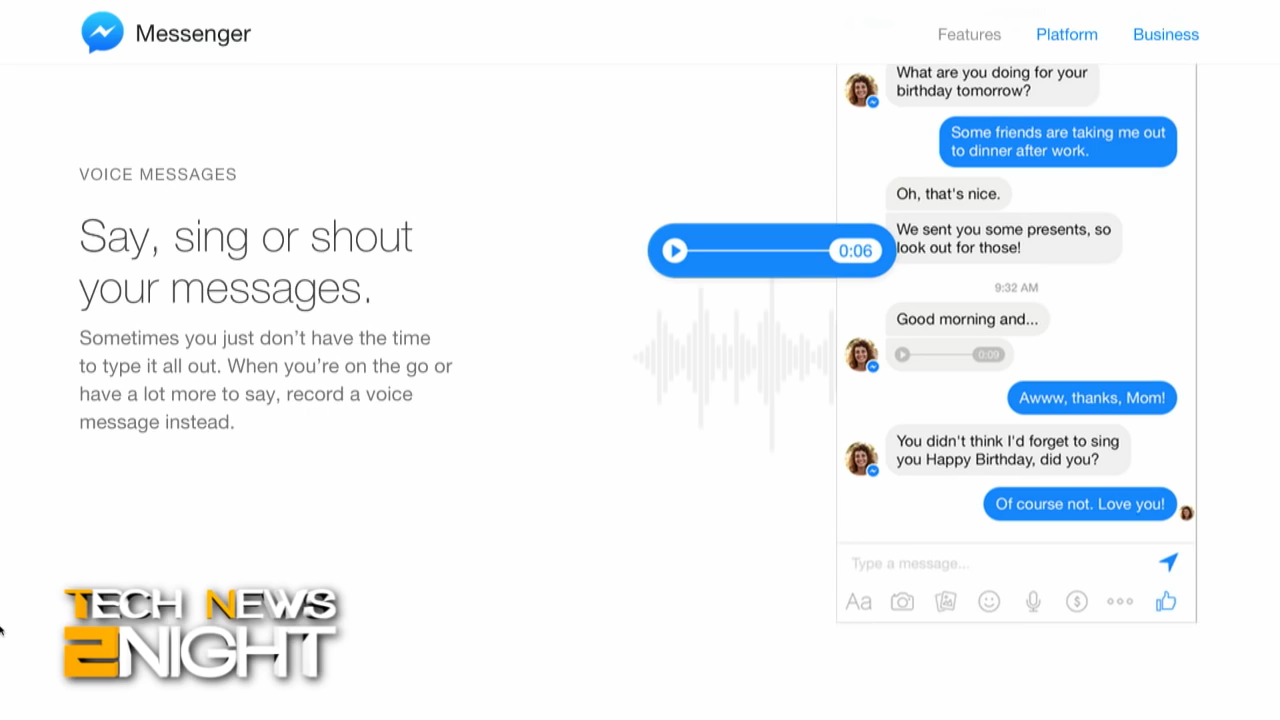 Messenger
Features Platform Business
VOICE MESSAGES
Say, sing or shout
your messages.
Sometimes you just don’t have the time
to type it all out. When you’re on the go or
have a lot more to say, record a voice
message instead.
0:06
What are you doing for your
birthday tomorrow?
Some friends are taking me out
to dinner after work.
Oh, that's nice.
We sent you some presents, so
look out for those!
9:32 AM
Good morning and...
0:09
Awww, thanks, Mom!
You didn't think I'd forget to sing
you Happy Birthday, did you?
Of course not. Love you!
Type a message...
Aa $
TECH NEWS
2NIGHT